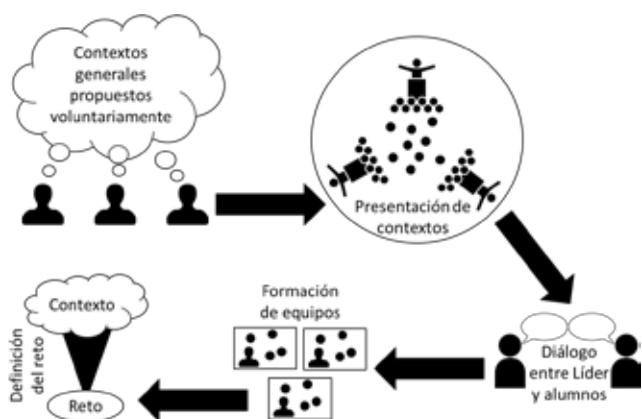 Contextos
generales
propuestos
voluntariamente
Presentación de
contextos
Diálogo
entre Líder
y alumnos
Formación
de equipos
Definición
del reto
Contexto
Reto